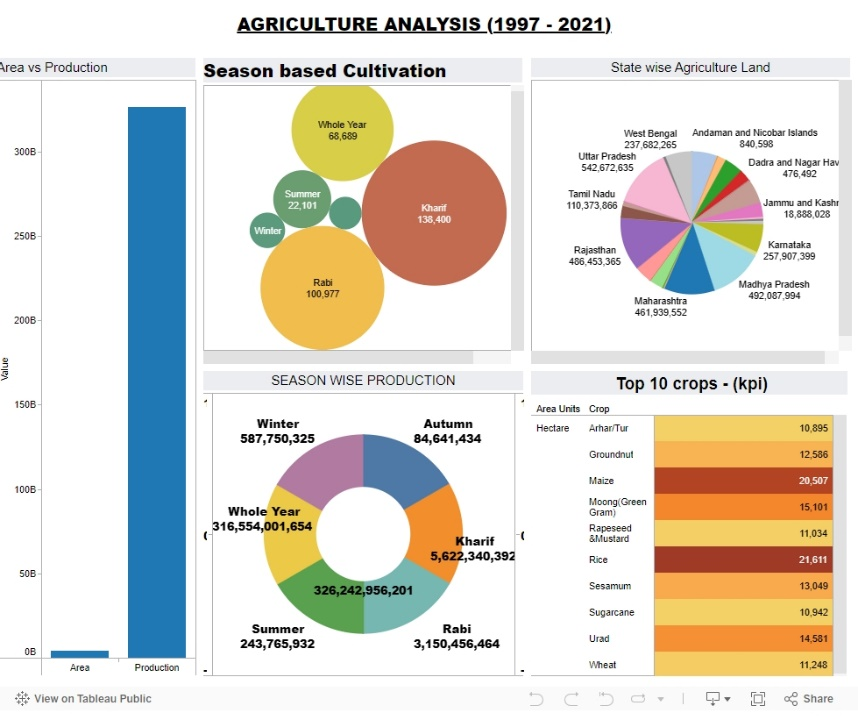 AGRICULTURE ANALYSIS (1997 - 2021)
Area vs Production
Value
300B
250B
200B
150B
100B
50B
0B
Area
Production
Season based Cultivation
Whole Year
68,689
Summer
22,101
Winter
Kharif
138,400
Rabi
100,977
State wise Agriculture Land
West Bengal
237,682,265
Andaman and Nicobar Islands
840,598
Uttar Pradesh
542,672,635
Dadra and Nagar Hav
476,492
Tamil Nadu
110,373,866
Jammu and Kashr
18,888,028
Rajasthan
486,453,365
Karnataka
257,907,399
Madhya Pradesh
492,087,994
Maharashtra
461,939,552
SEASON WISE PRODUCTION
Winter
587,750,325
Autumn
84,641,434
Whole Year
316,554,001,654
Kharif
5,622,340,392
326,242,956,201
Summer
243,765,932
Rabi
3,150,456,464
Top 10 crops - (kpi)
Area Units Crop
Hectare Arhar/Tur 10,895
Groundnut 12,586
Maize 20,507
Moong(Green
Gram) 15,101
Rapeseed
&Mustard 11,034
Rice 21,611
Sesamum 13,049
Sugarcane 10,942
Urad 14,581
Wheat 11,248
View on Tableau Public
Share